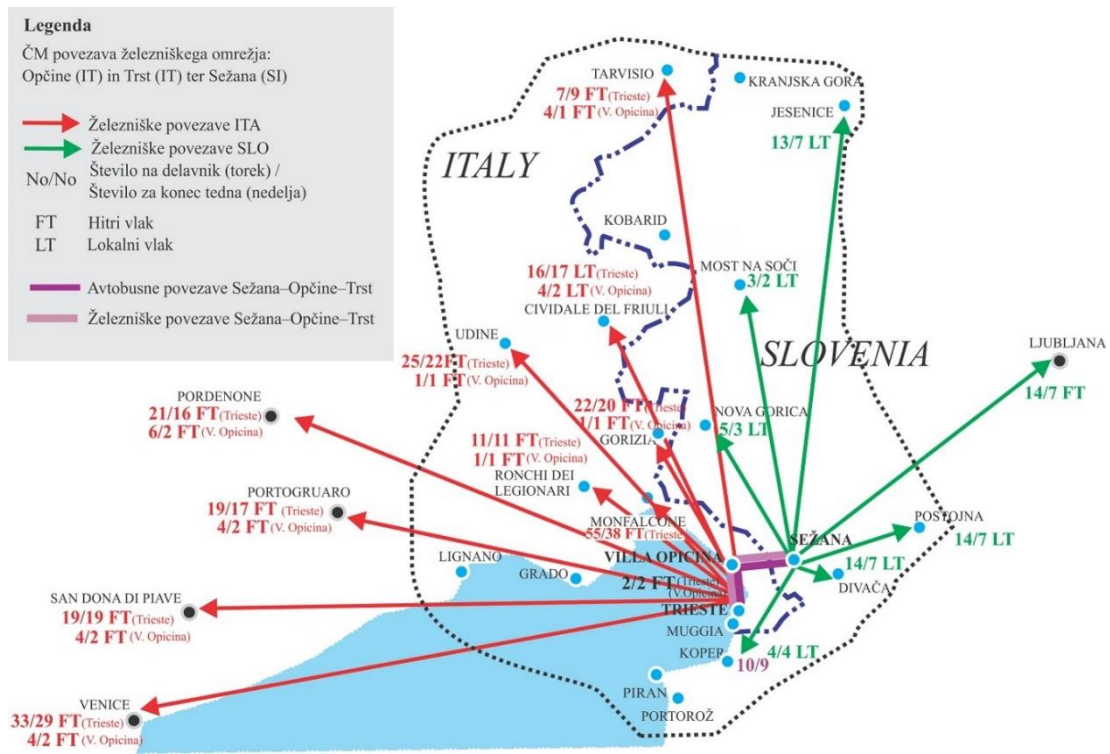 Legenda
ČM povezava železniškega omrežja:
Opčine (IT) in Trst (IT) ter Sežana (SI)
Železniške povezave ITA
Železniške povezave SLO
No/No
Število na delavnik (torek) /
Število za konec tedna (nedelja)
FT Hitri vlak
LT Lokalni vlak
Avtobusne povezave Sežana–Opčine–Trst
Železniške povezave Sežana–Opčine–Trst
TARVISIO
7/9 FT (Trieste)
4/1 FT (V. Opicina)
KRANJSKA GORA
JESENICE
13/7 LT
ITALY
KOBARID
MOST NA SOČI
3/2 LT
16/17 LT (Trieste)
4/2 LT (V. Opicina)
CIVIDALE DEL FRIULI
UDINE
25/22FT (Trieste)
1/1 FT (V. Opicina)
SLOVENIA
LJUBLJANA
14/7 FT
PORDENONE
21/16 FT (Trieste)
6/2 FT (V. Opicina)
22/20 FT (Trieste)
1/1 FT (V. Opicina)
GORIZIA
NOVA GORICA
5/3 LT
11/11 FT (Trieste)
1/1 FT (V. Opicina)
RONCHI DEI
LEGIONARI
PORTOGRUARO
19/17 FT (Trieste)
4/2 FT (V. Opicina)
MONFALCONE
55/38 FT (Trieste)
POSTOJNA
14/7 LT
SEŽANA
VILLA OPICINA
14/7 LT
DIVAČA
LIGNANO
GRADO
2/2 FT (Trieste)
(V. Opicina)
TRIESTE
SAN DONA DI PIAVE
19/19 FT (Trieste)
4/2 FT (V. Opicina)
MUGGIA
KOPER
4/4 LT
10/9
PIRAN
PORTOROŽ
VENICE
33/29 FT (Trieste)
4/2 FT (V. Opicina)